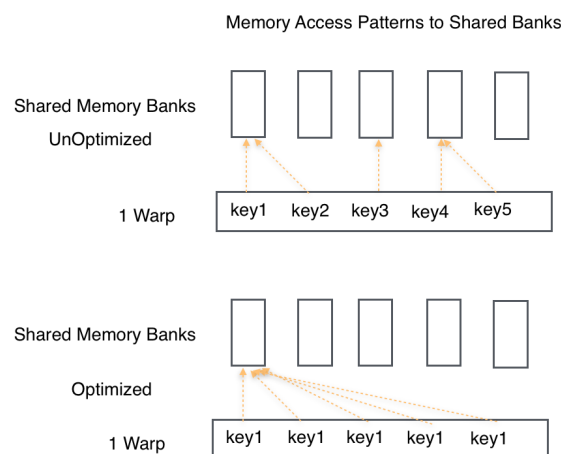 Memory Access Patterns to Shared Banks
Shared Memory Banks
UnOptimized
1 Warp
key1 key2 key3 key4 key5
Shared Memory Banks
Optimized
1 Warp
key1 key1 key1 key1 key1